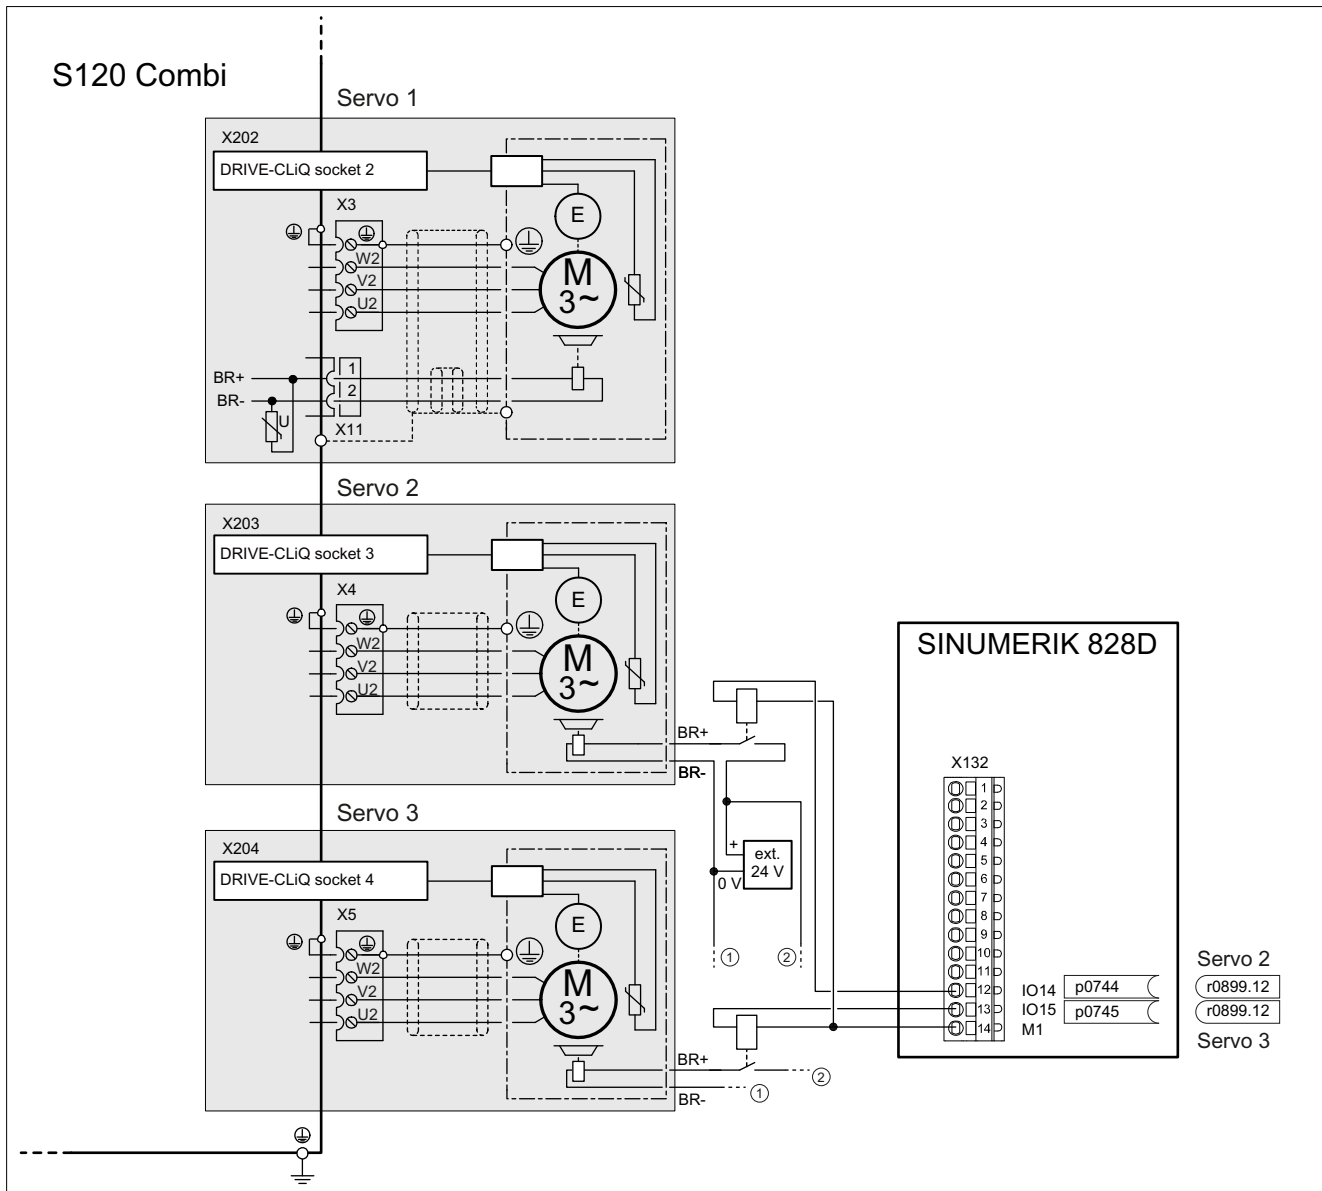 S120 Combi
Servo 1
X202
DRIVE-CLiQ socket 2
X3
E
W2
V2
U2
M
3~
BR+
BR-
1
2
U
X11
Servo 2
X203
DRIVE-CLiQ socket 3
X4
E
W2
V2
U2
M
3~
BR+
BR-
+
ext.
24 V
0 V
1
2
Servo 3
X204
DRIVE-CLiQ socket 4
X5
E
W2
V2
U2
M
3~
BR+
BR-
2
1
SINUMERIK 828D
X132
1
2
3
4
5
6
7
8
9
10
11
12
13
14
IO14
IO15
M1
p0744
p0745
Servo 2
r0899.12
r0899.12
Servo 3